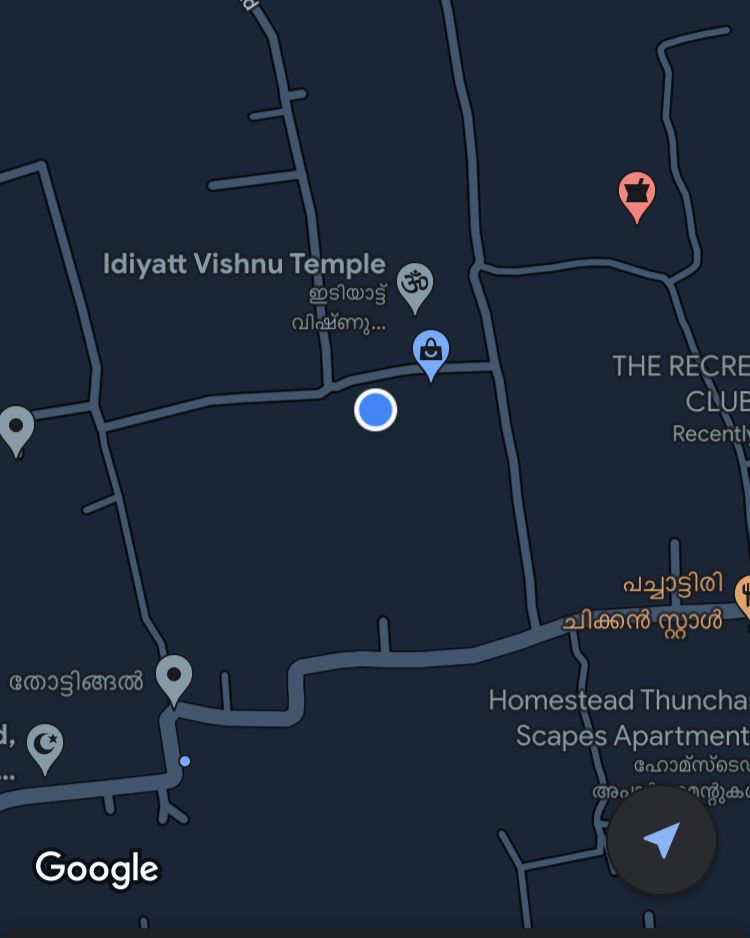 Idiyatt Vishnu Temple
ഇടിയാട്ട്
വിഷ്ണു...
THE RECRE
CLUB
Recently
പച്ചാട്ടിരി
ചിക്കൻ സ്റ്റാൾ
തോട്ടിങ്ങൽ
Homestead Thuncha
Scapes Apartment
ഹോംസ്റ്റെഡ
d,
...
Google